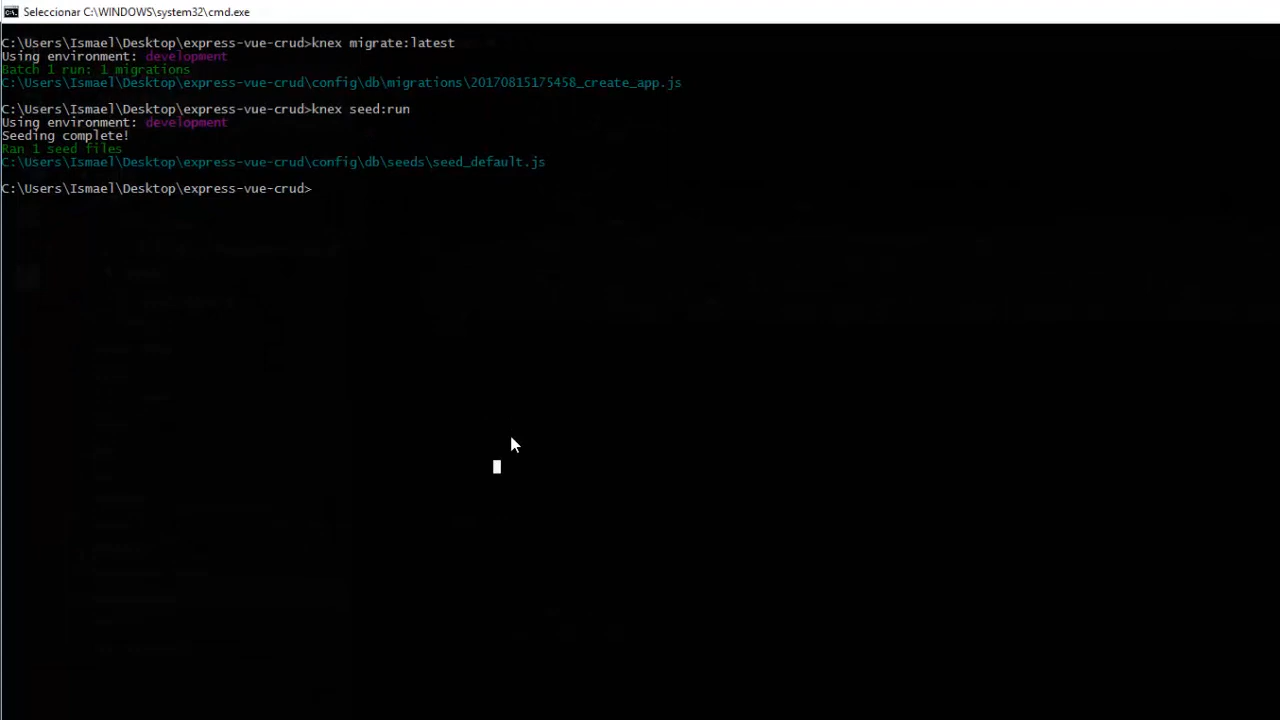 Seleccionar C:\WINDOWS\system32\cmd.exe
C:\Users\Ismael\Desktop\express-vue-crud>knex migrate:latest
Using environment: development
Batch 1 run: 1 migrations
C:\Users\Ismael\Desktop\express-vue-crud\config\db\migrations\20170815175458_create_app.js
C:\Users\Ismael\Desktop\express-vue-crud>knex seed:run
Using environment: development
Seeding complete!
Ran 1 seed files
C:\Users\Ismael\Desktop\express-vue-crud\config\db\seeds\seed_default.js
C:\Users\Ismael\Desktop\express-vue-crud>